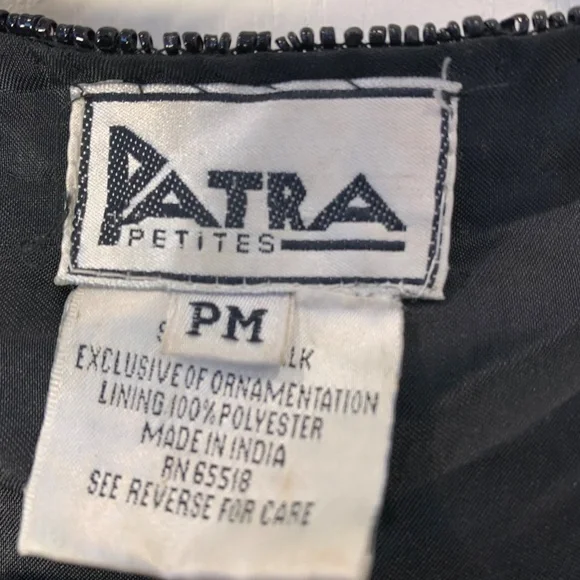 PATRA
PETITES
PM
EXCLUSIVE OF ORNAMENTATION
LINING 100% POLYESTER
MADE IN INDIA
RN 65518
SEE REVERSE FOR CARE